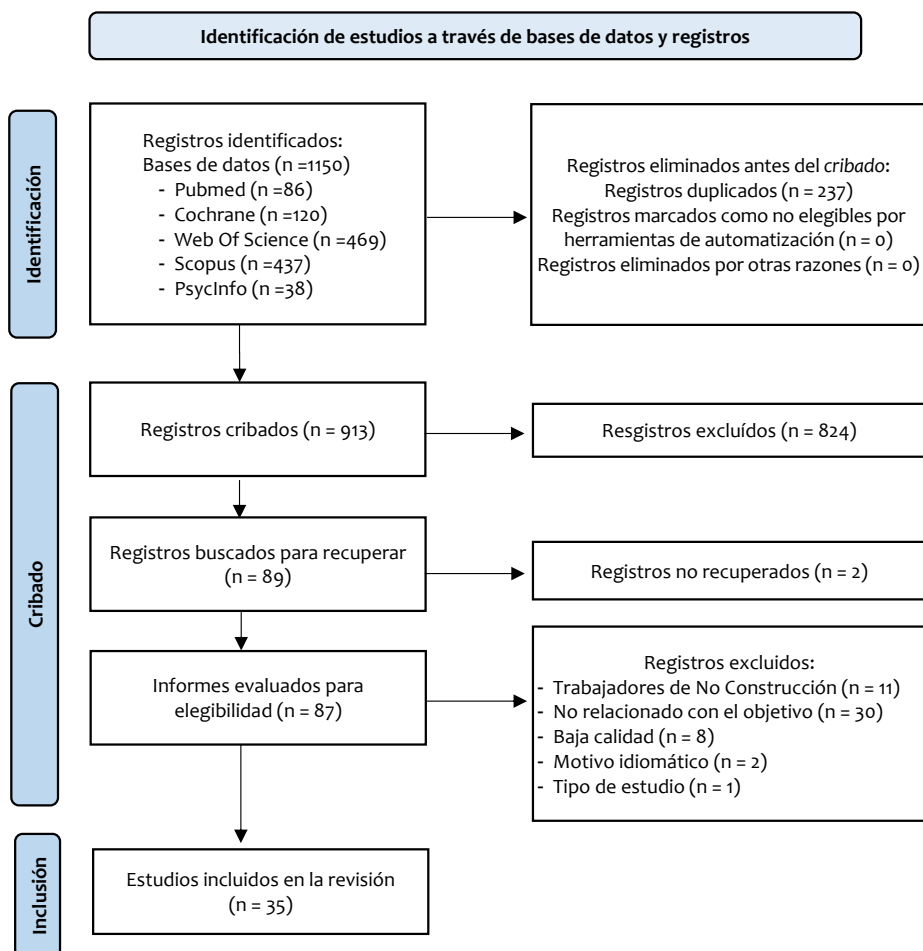 Identificación de estudios a través de bases de datos y registros
Identificación
Registros identificados:
Bases de datos (n =1150)
- Pubmed (n =86)
- Cochrane (n =120)
- Web Of Science (n =469)
- Scopus (n =437)
- PsycInfo (n =38)
Registros eliminados antes del cribado:
Registros duplicados (n = 237)
Registros marcados como no elegibles por
herramientas de automatización (n = 0)
Registros eliminados por otras razones (n = 0)
Cribado
Registros cribados (n = 913)
Resgistros excluídos (n = 824)
Registros buscados para recuperar
(n = 89)
Registros no recuperados (n = 2)
Informes evaluados para
elegibilidad (n = 87)
Registros excluidos:
- Trabajadores de No Construcción (n = 11)
- No relacionado con el objetivo (n = 30)
- Baja calidad (n = 8)
- Motivo idiomático (n = 2)
- Tipo de estudio (n = 1)
Inclusión
Estudios incluidos en la revisión
(n = 35)